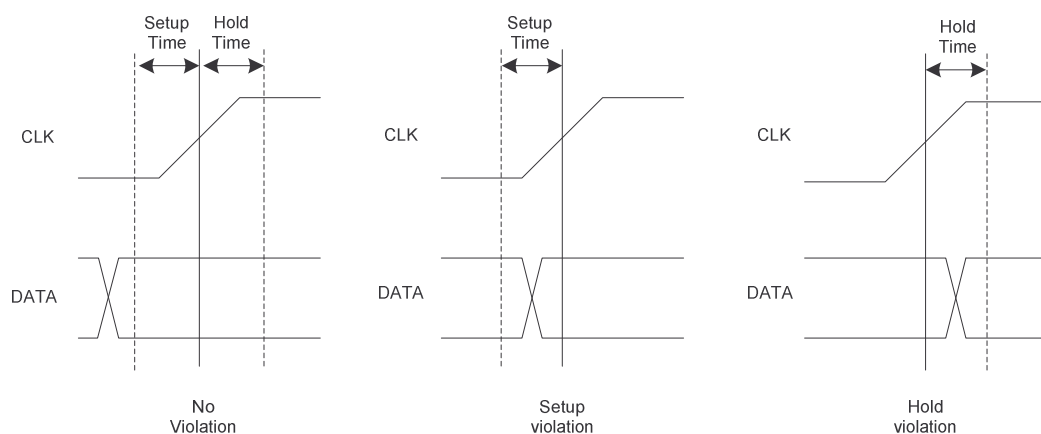 Setup
Time
Hold
Time
CLK
DATA
No
Violation
Setup
Time
CLK
DATA
Setup
violation
Hold
Time
CLK
DATA
Hold
violation